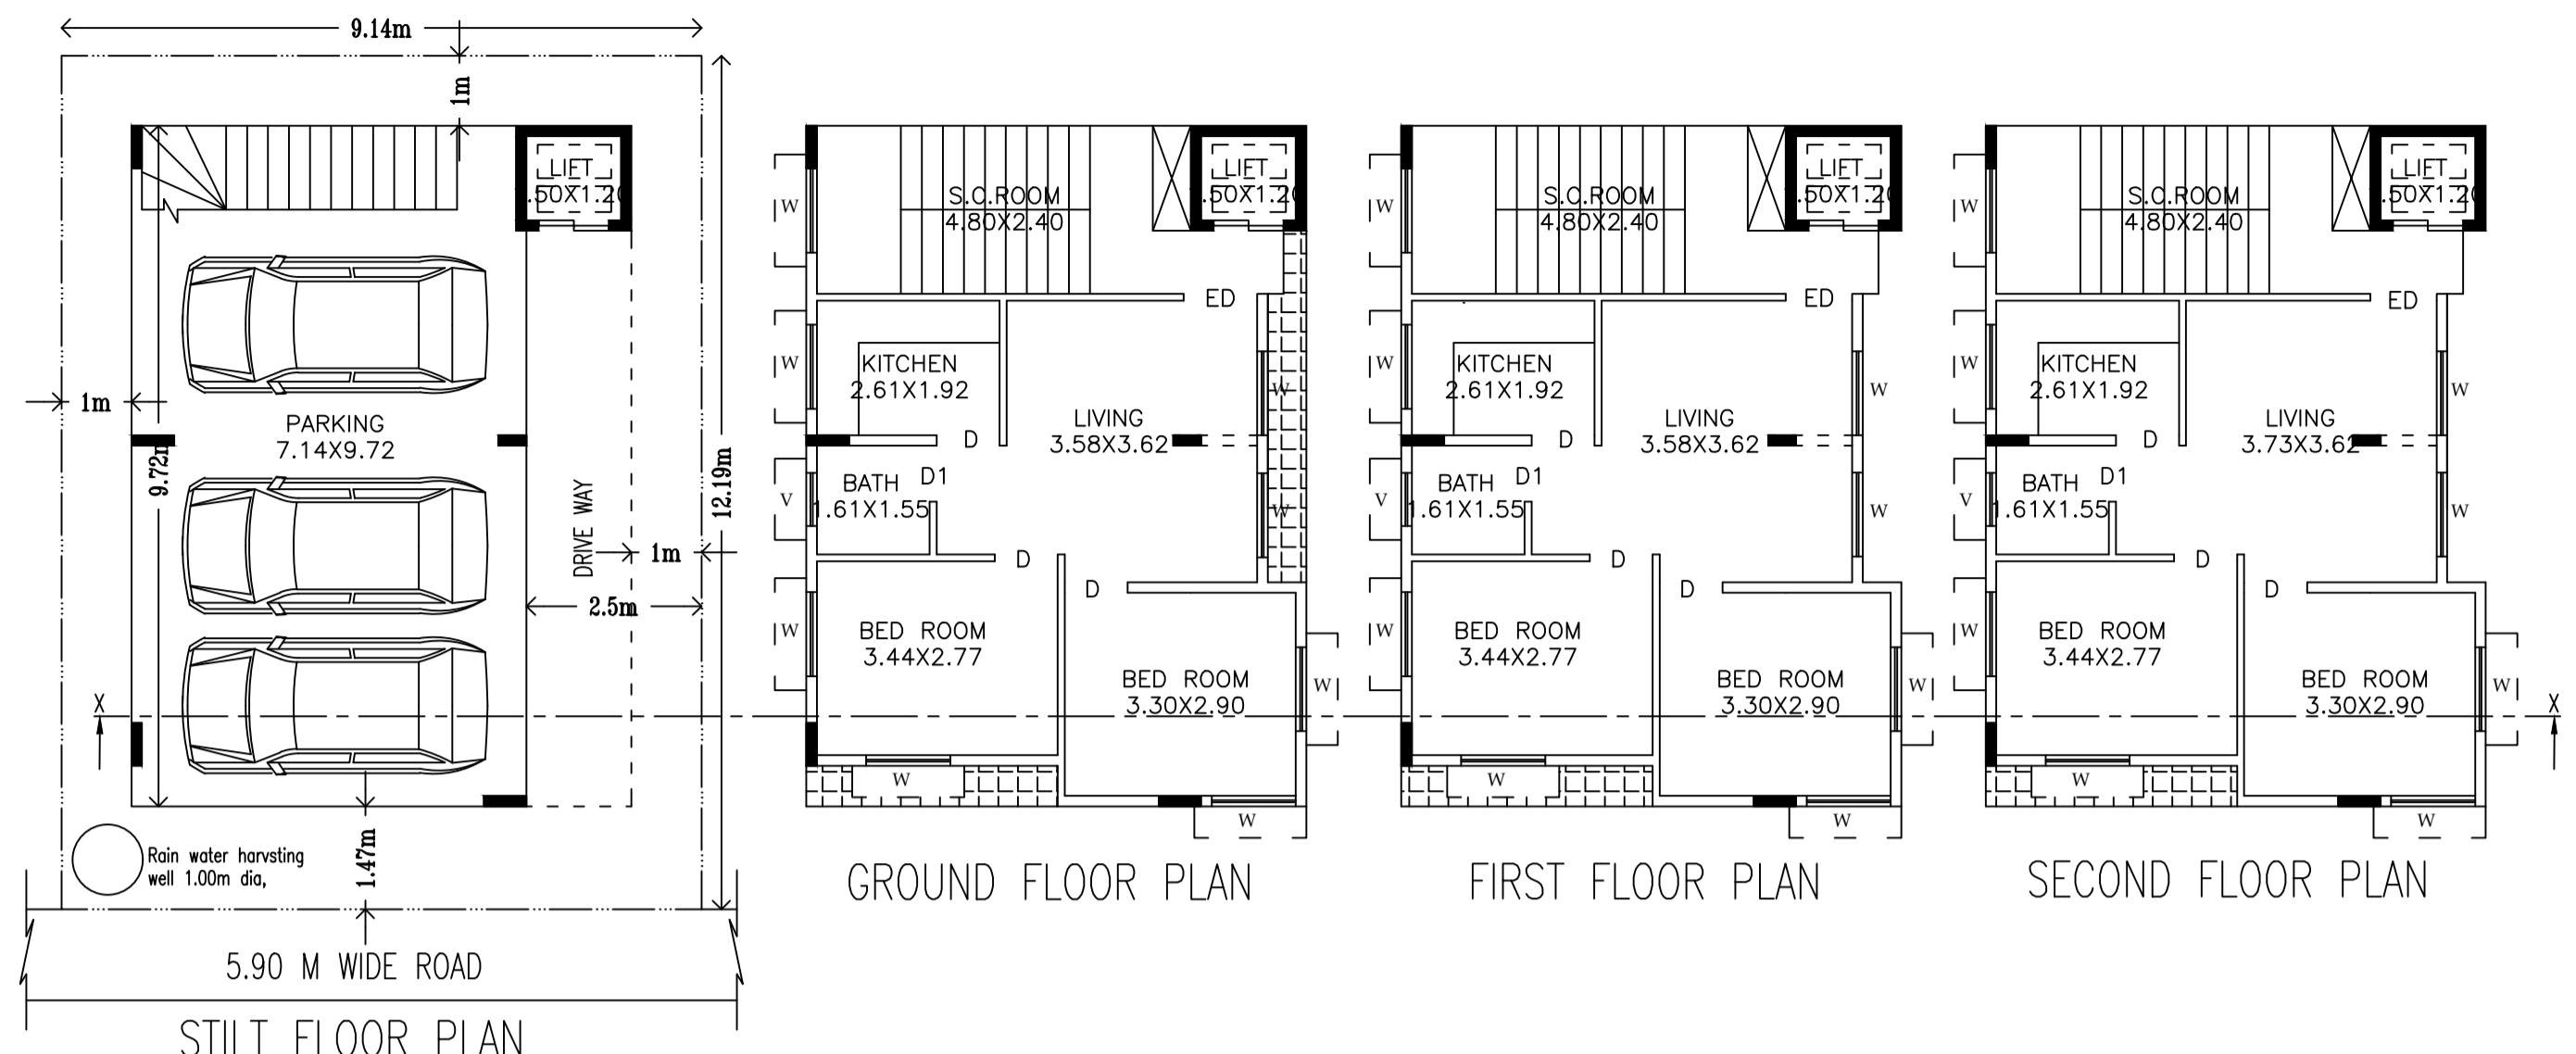 9.14m
1m
LIFT
.50X1.20
1m
PARKING
7.14X9.72
9.72m
12.19m
DRIVE WAY
1m
2.5m
X
Rain water harvsting
well 1.00m dia,
1.47m
5.90 M WIDE ROAD
STILT FLOOR PLAN
W
S.C.ROOM
4.80X2.40
LIFT
.50X1.20
ED
W
KITCHEN
2.61X1.92
W
LIVING
3.58X3.62
D
V
BATH
1.61X1.55
D1
W
D
D
W
BED ROOM
3.44X2.77
BED ROOM
3.30X2.90
W
W
W
GROUND FLOOR PLAN
W
S.C.ROOM
4.80X2.40
LIFT
.50X1.20
ED
W
KITCHEN
2.61X1.92
W
LIVING
3.58X3.62
D
V
BATH
1.61X1.55
D1
W
D
D
W
BED ROOM
3.44X2.77
BED ROOM
3.30X2.90
W
W
W
FIRST FLOOR PLAN
W
S.C.ROOM
4.80X2.40
LIFT
.50X1.20
ED
W
KITCHEN
2.61X1.92
W
LIVING
3.73X3.62
D
V
BATH
1.61X1.55
D1
W
D
D
W
BED ROOM
3.44X2.77
BED ROOM
3.30X2.90
W
X
W
W
SECOND FLOOR PLAN